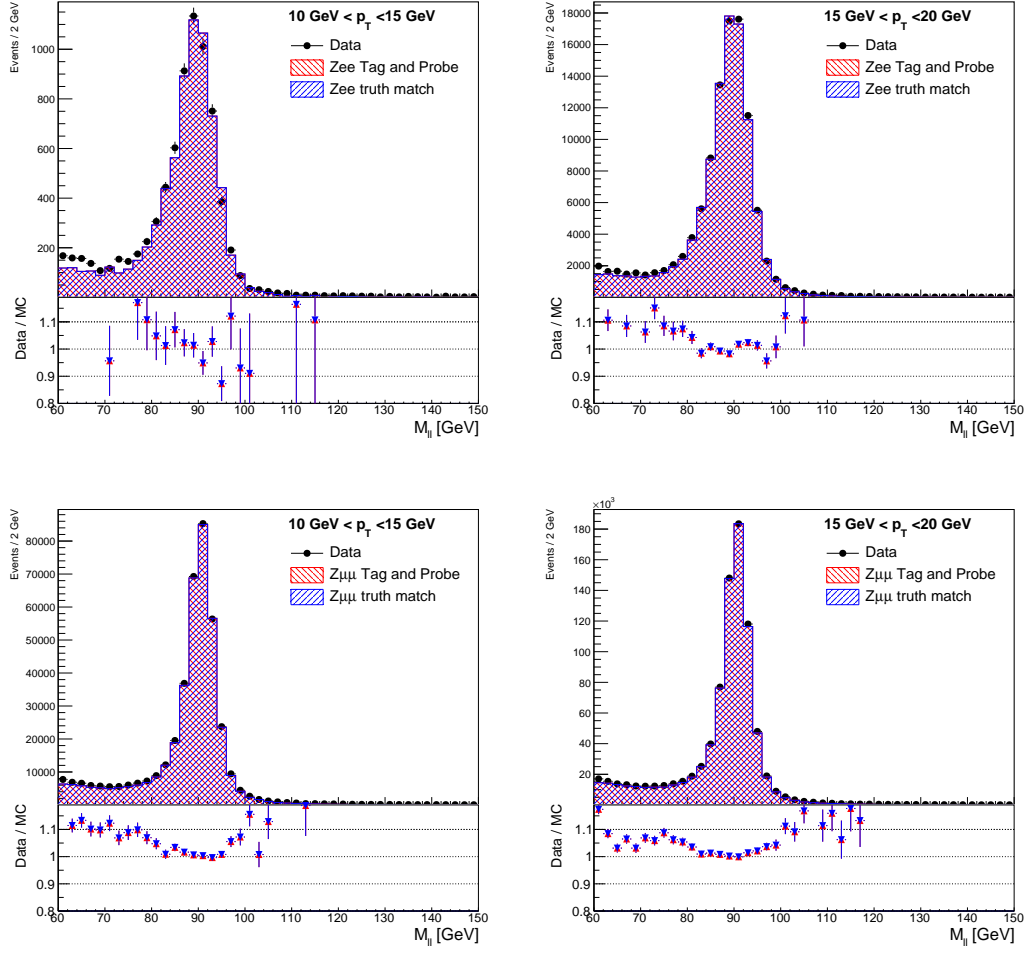 Events / 2 GeV
10 GeV < p_T <15 GeV
Data
Zee Tag and Probe
Zee truth match
1000
800
600
400
200
Data / MC
1.1
1
0.9
0.8
60 70 80 90 100 110 120 130 140 150
M_ll [GeV]
Events / 2 GeV
15 GeV < p_T <20 GeV
Data
Zee Tag and Probe
Zee truth match
18000
16000
14000
12000
10000
8000
6000
4000
2000
Data / MC
1.1
1
0.9
0.8
60 70 80 90 100 110 120 130 140 150
M_ll [GeV]
Events / 2 GeV
10 GeV < p_T <15 GeV
Data
Zμμ Tag and Probe
Zμμ truth match
80000
70000
60000
50000
40000
30000
20000
10000
Data / MC
1.1
1
0.9
0.8
60 70 80 90 100 110 120 130 140 150
M_ll [GeV]
×10³
Events / 2 GeV
15 GeV < p_T <20 GeV
Data
Zμμ Tag and Probe
Zμμ truth match
180
160
140
120
100
80
60
40
20
Data / MC
1.1
1
0.9
0.8
60 70 80 90 100 110 120 130 140 150
M_ll [GeV]